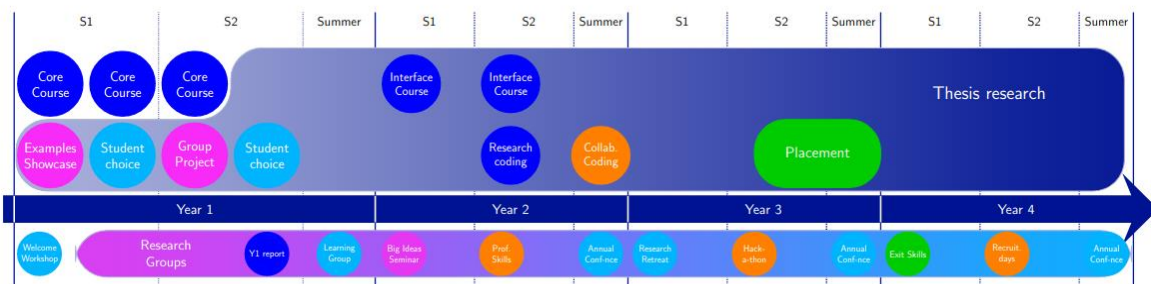 S1 S2 Summer S1 S2 Summer S1 S2 Summer S1 S2 Summer
Core Course
Core Course
Core Course
Interface Course
Interface Course
Thesis research
Examples Showcase
Student choice
Group Project
Student choice
Research coding
Collab. Coding
Placement
Year 1 Year 2 Year 3 Year 4
Welcome Workshop
Research Groups
Y1 report
Learning Group
Big Ideas Seminar
Prof. Skills
Annual Conf-nce
Research Retreat
Hack-a-thon
Annual Conf-nce
Exit Skills
Recruit. days
Annual Conf-nce